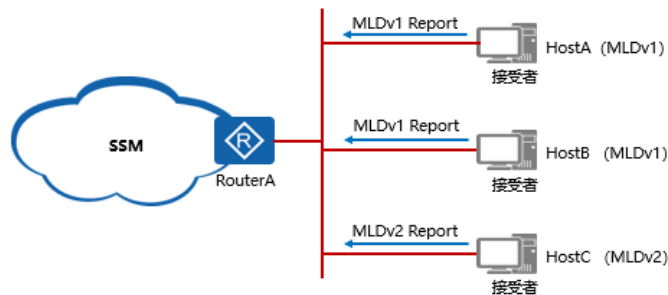 MLDv1 Report
HostA (MLDv1)
接受者
SSM
R
RouterA
MLDv1 Report
HostB (MLDv1)
接受者
MLDv2 Report
HostC (MLDv2)
接受者